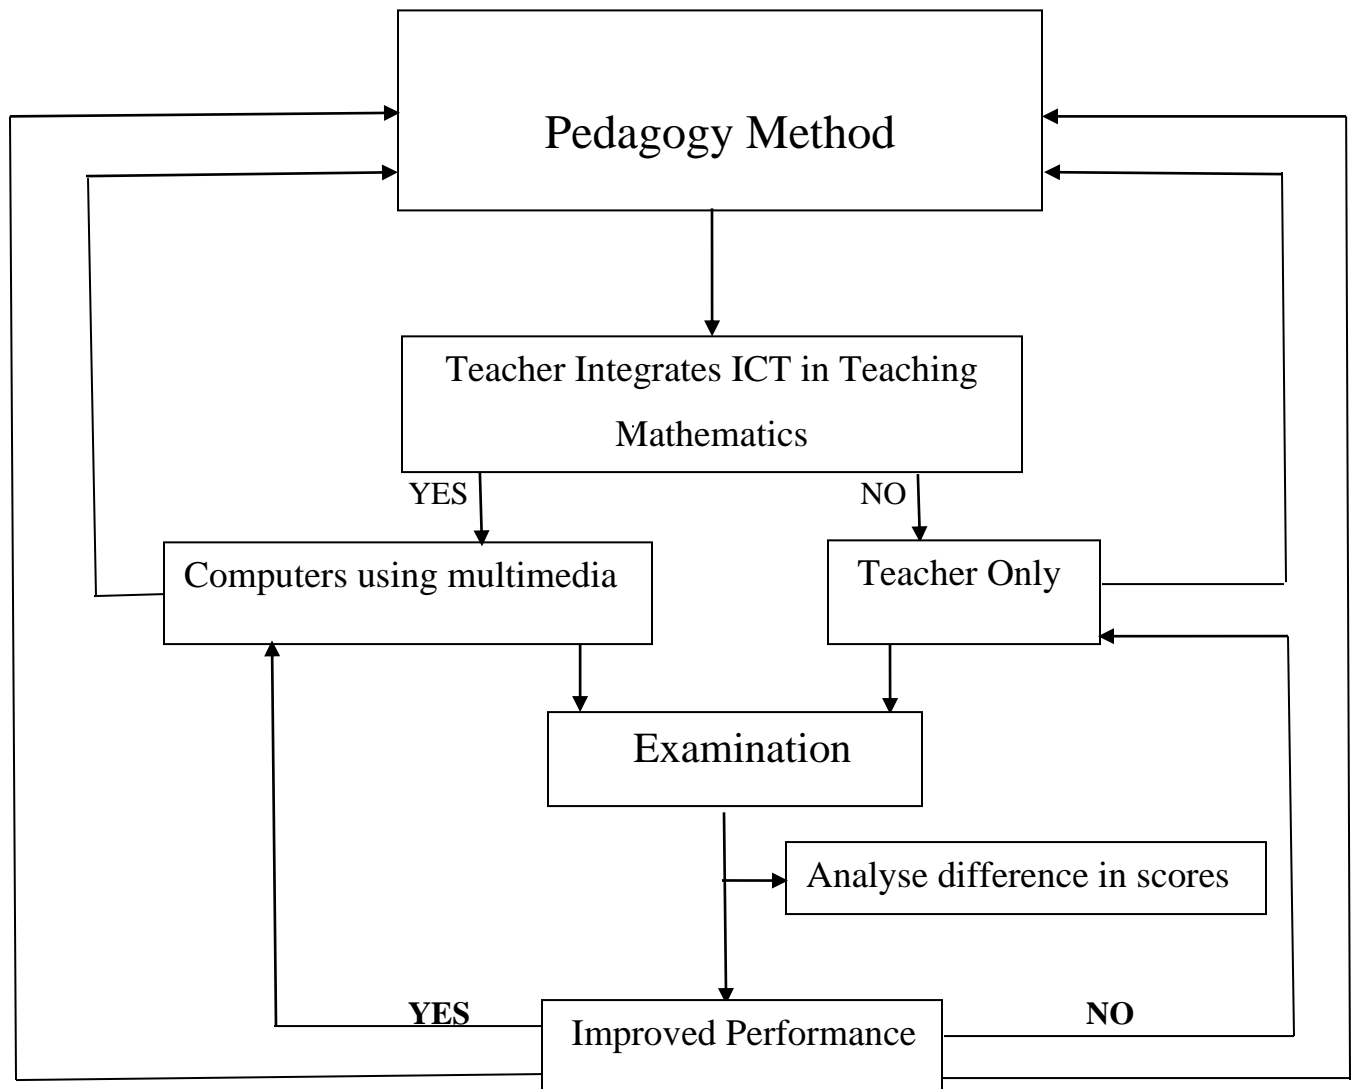 Pedagogy Method
Teacher Integrates ICT in Teaching
Mathematics
YES
NO
Computers using multimedia
Teacher Only
Examination
Analyse difference in scores
YES
NO
Improved Performance